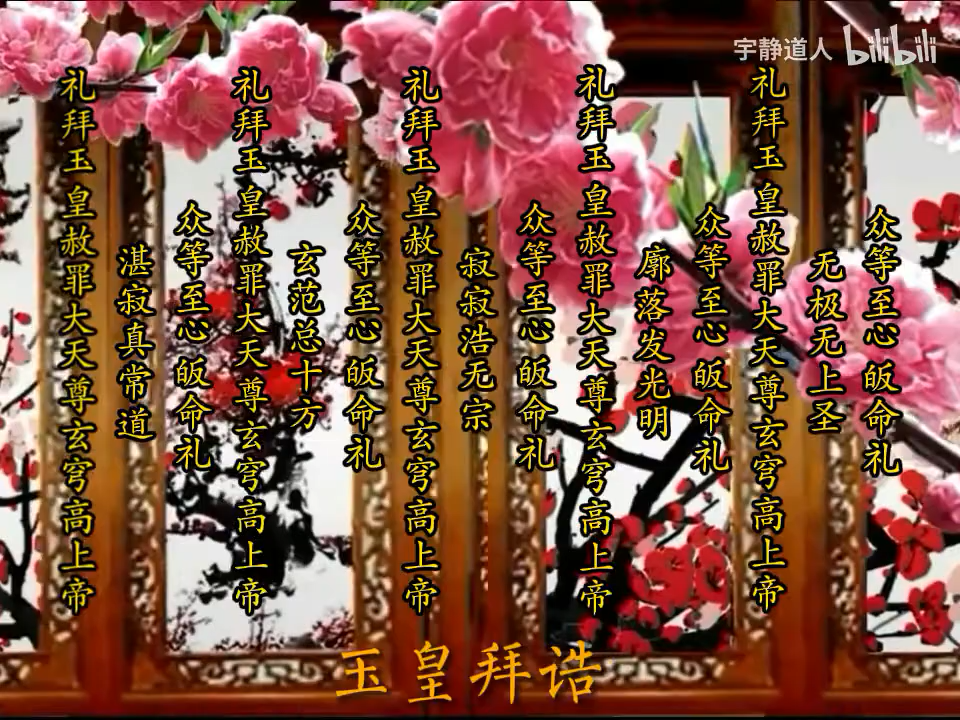 宇静道人 bilibili
众等至心皈命礼
无极无上圣
礼拜玉皇赦罪大天尊玄穹高上帝
众等至心皈命礼
廓落发光明
礼拜玉皇赦罪大天尊玄穹高上帝
众等至心皈命礼
寂寂浩无宗
礼拜玉皇赦罪大天尊玄穹高上帝
众等至心皈命礼
玄范总十方
礼拜玉皇赦罪大天尊玄穹高上帝
众等至心皈命礼
湛寂真常道
礼拜玉皇赦罪大天尊玄穹高上帝
玉皇拜诰